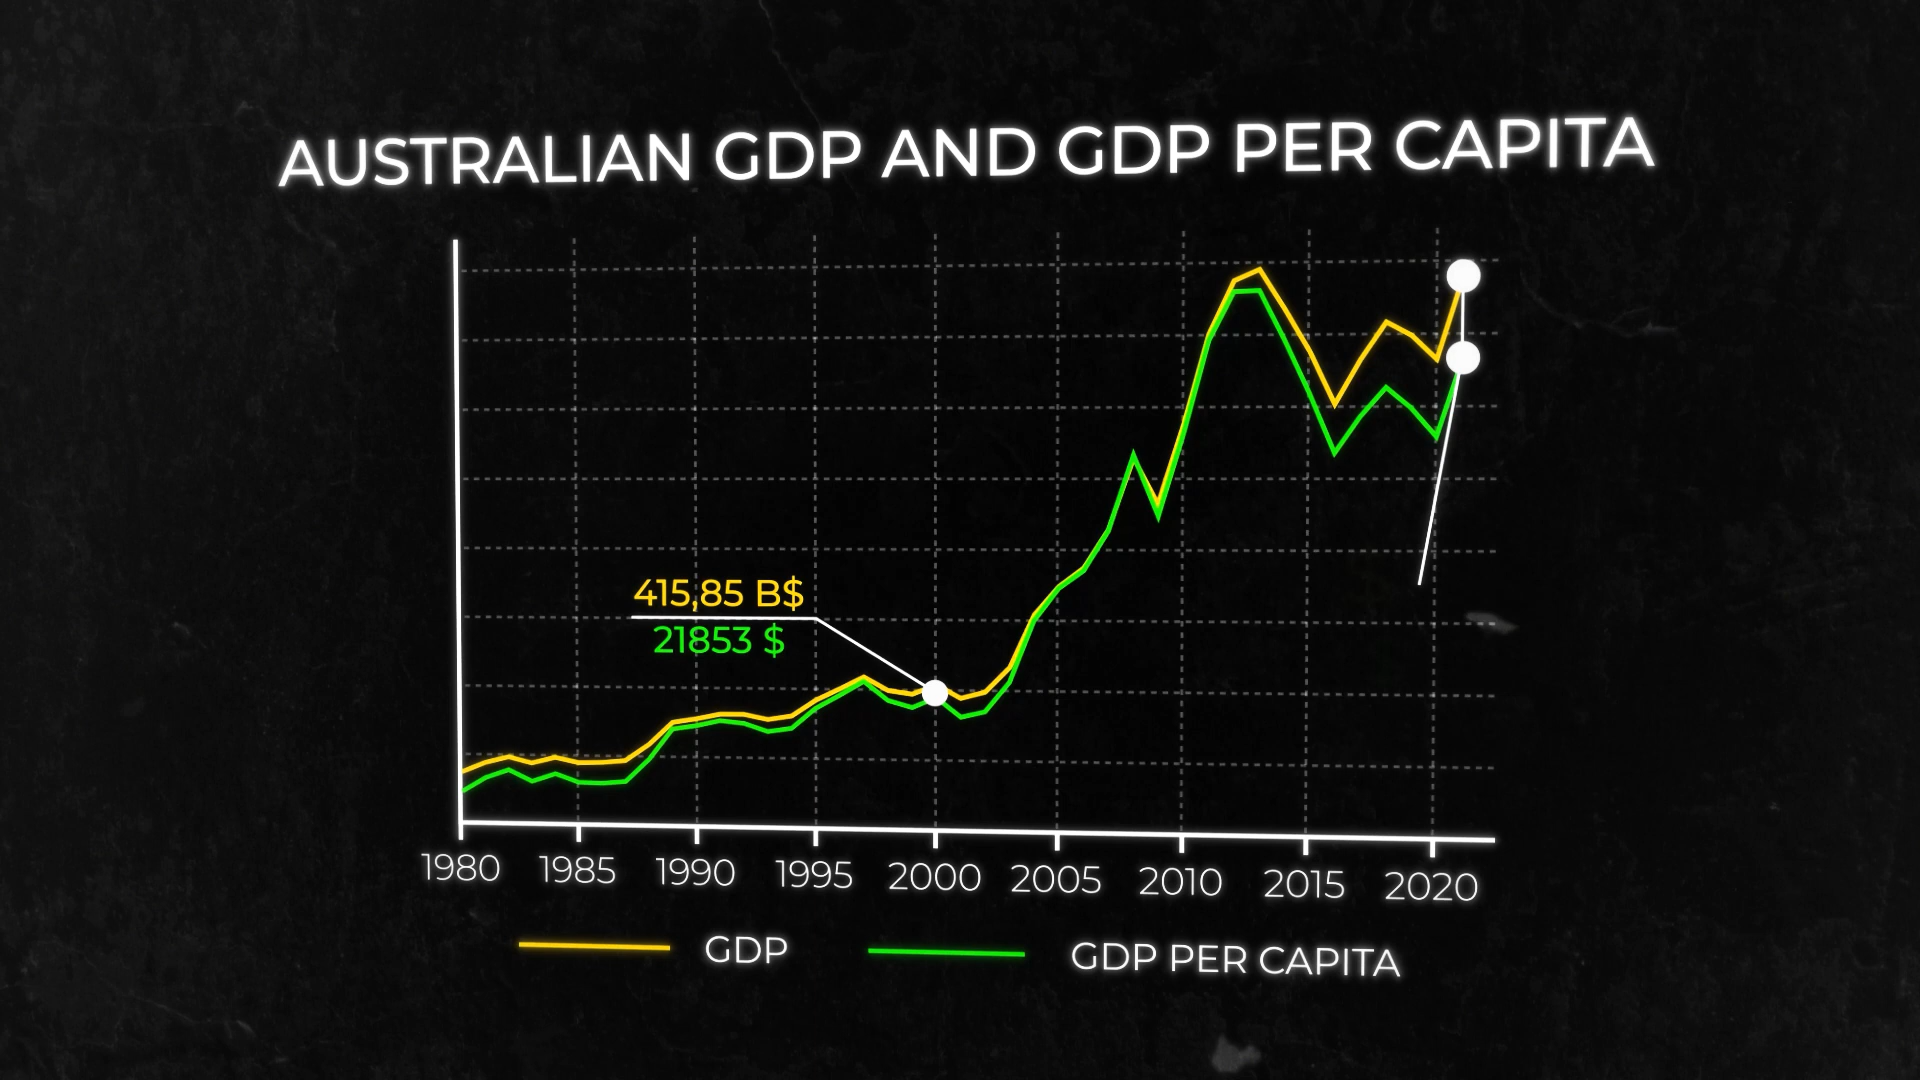 AUSTRALIAN GDP AND GDP PER CAPITA
415,85 B$
21853 $
1980 1985 1990 1995 2000 2005 2010 2015 2020
GDP GDP PER CAPITA